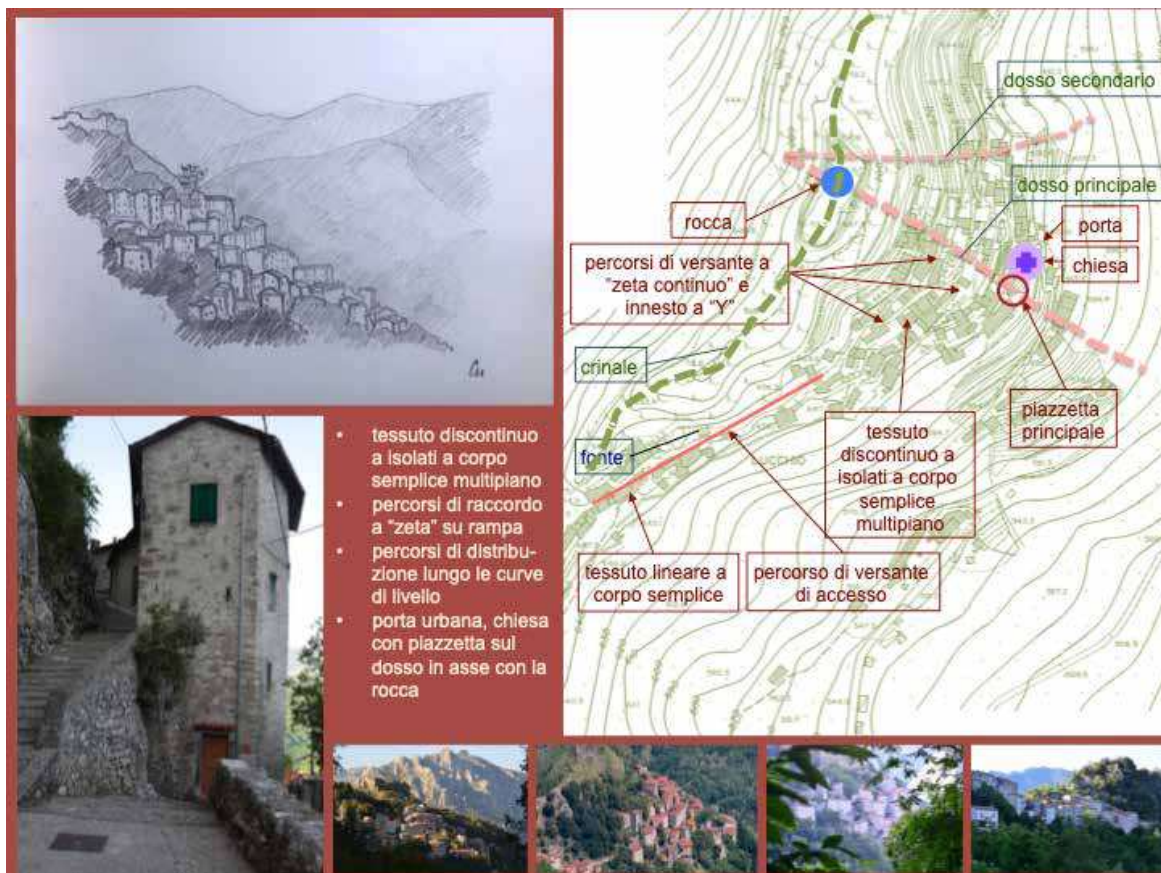 dosso secondario
dosso principale
rocca
porta
percorsi di versante a
"zeta continuo" e
innesto a "Y"
chiesa
crinale
piazzetta
principale
fonte
LUCCHIO
tessuto
discontinuo a
isolati a corpo
semplice
multipiano
tessuto lineare a
corpo semplice
percorso di versante
di accesso
• tessuto discontinuo
a isolati a corpo
semplice multipiano
• percorsi di raccordo
a "zeta" su rampa
• percorsi di distribu-
zione lungo le curve
di livello
• porta urbana, chiesa
con piazzetta sul
dosso in asse con la
rocca